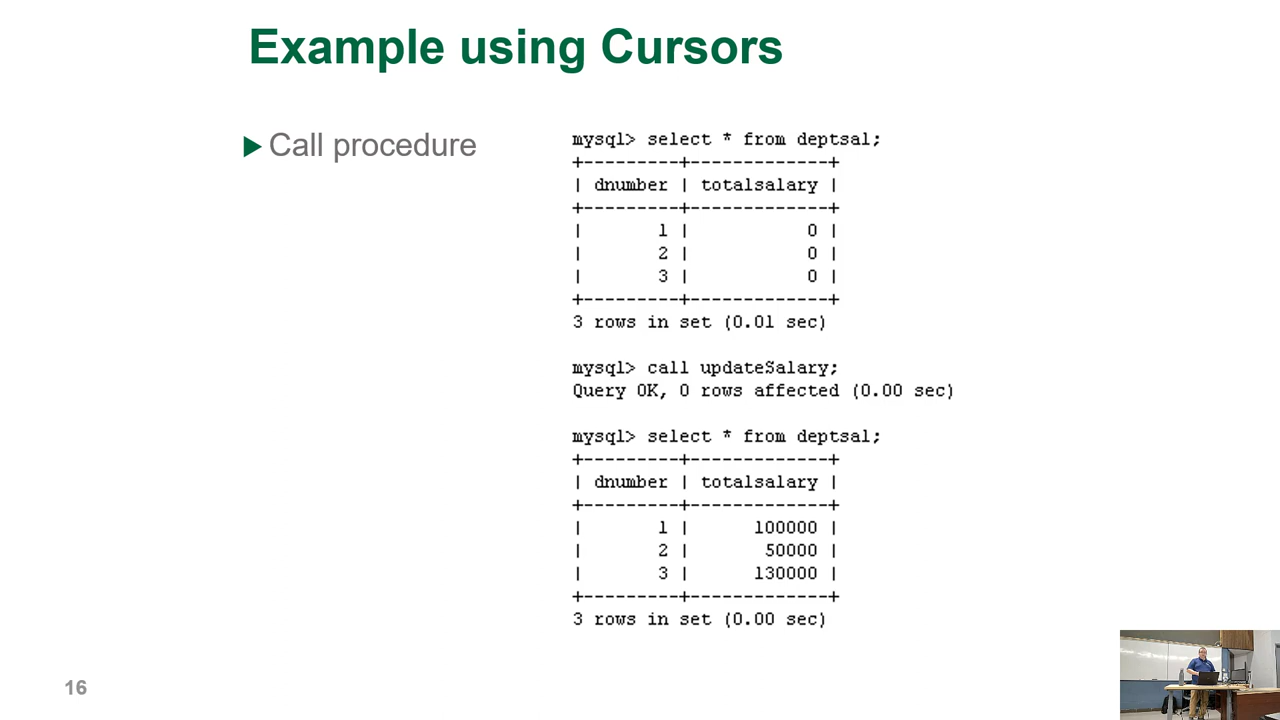 Example using Cursors
Call procedure
mysql> select * from deptsal;
+---------+-------------+
| dnumber | totalsalary |
+---------+-------------+
|       1 |           0 |
|       2 |           0 |
|       3 |           0 |
+---------+-------------+
3 rows in set (0.01 sec)
mysql> call updateSalary;
Query OK, 0 rows affected (0.00 sec)
mysql> select * from deptsal;
+---------+-------------+
| dnumber | totalsalary |
+---------+-------------+
|       1 |      100000 |
|       2 |       50000 |
|       3 |      130000 |
+---------+-------------+
3 rows in set (0.00 sec)
16